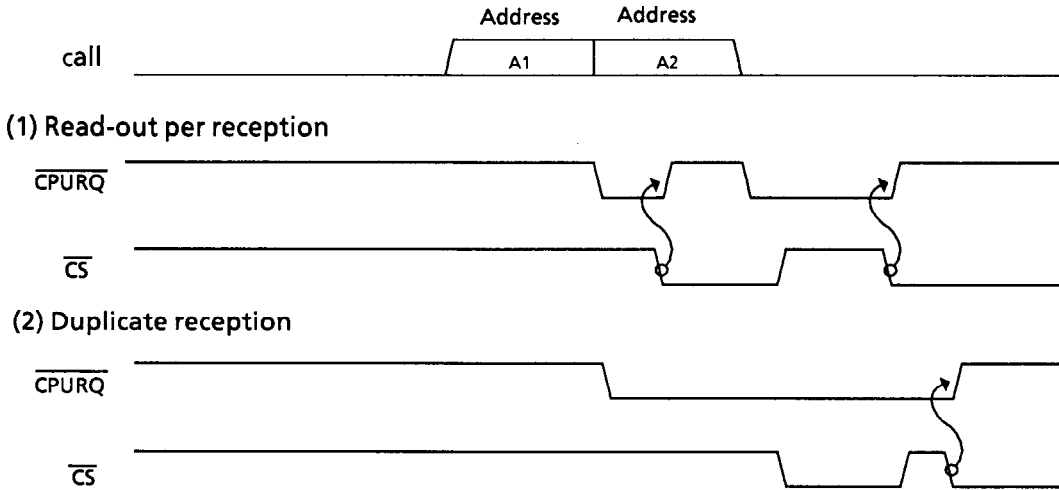 Address Address
call A1 A2
(1) Read-out per reception
CPURQ
CS
(2) Duplicate reception
CPURQ
CS